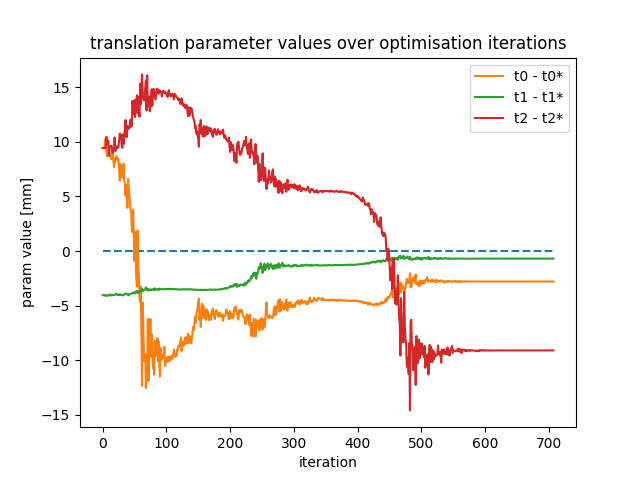 translation parameter values over optimisation iterations
t0 - t0*
t1 - t1*
t2 - t2*
param value [mm]
15
10
5
0
−5
−10
−15
0 100 200 300 400 500 600 700
iteration